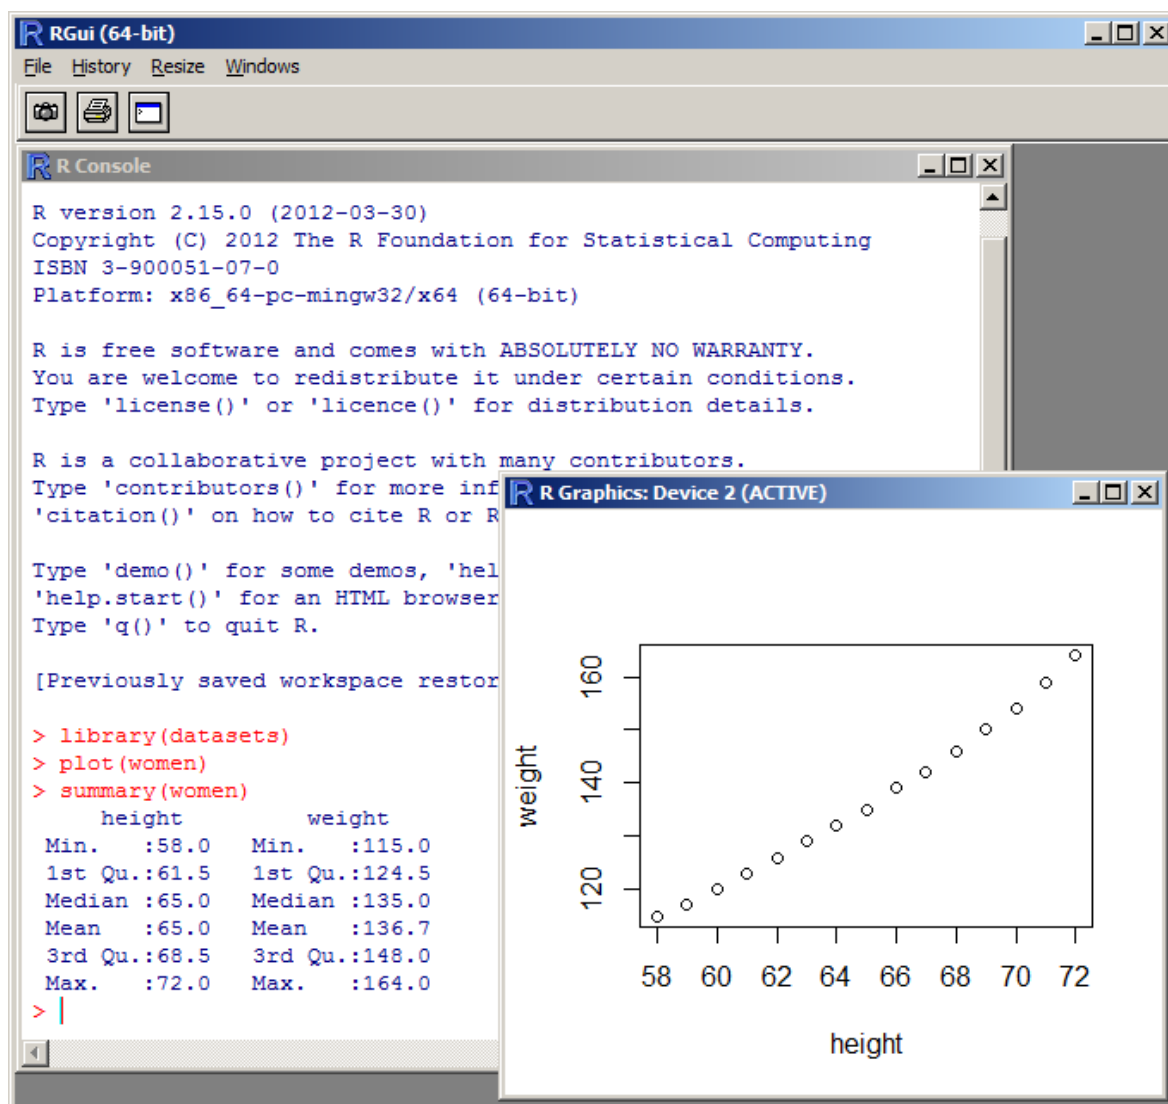 RGui (64-bit)
File History Resize Windows
R Console
R version 2.15.0 (2012-03-30)
Copyright (C) 2012 The R Foundation for Statistical Computing
ISBN 3-900051-07-0
Platform: x86_64-pc-mingw32/x64 (64-bit)
R is free software and comes with ABSOLUTELY NO WARRANTY.
You are welcome to redistribute it under certain conditions.
Type 'license()' or 'licence()' for distribution details.
R is a collaborative project with many contributors.
Type 'contributors()' for more inf
'citation()' on how to cite R or R
Type 'demo()' for some demos, 'hel
'help.start()' for an HTML browser
Type 'q()' to quit R.
[Previously saved workspace restor
> library(datasets)
> plot(women)
> summary(women)
height weight
Min. :58.0 Min. :115.0
1st Qu.:61.5 1st Qu.:124.5
Median :65.0 Median :135.0
Mean :65.0 Mean :136.7
3rd Qu.:68.5 3rd Qu.:148.0
Max. :72.0 Max. :164.0
>
R Graphics: Device 2 (ACTIVE)
160
140
120
weight
58 60 62 64 66 68 70 72
height